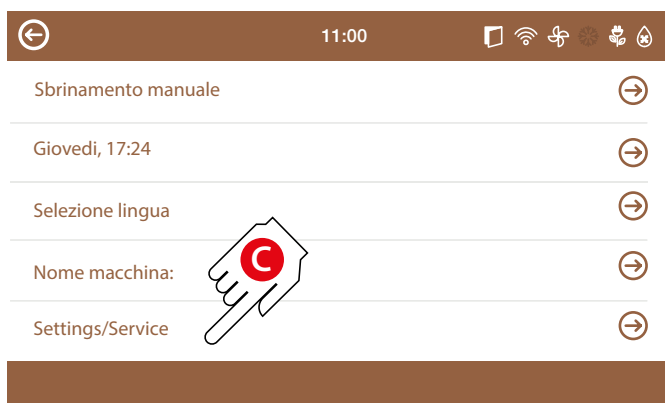 11:00
Sbrinamento manuale
Giovedi, 17:24
Selezione lingua
C
Nome macchina:
Settings/Service